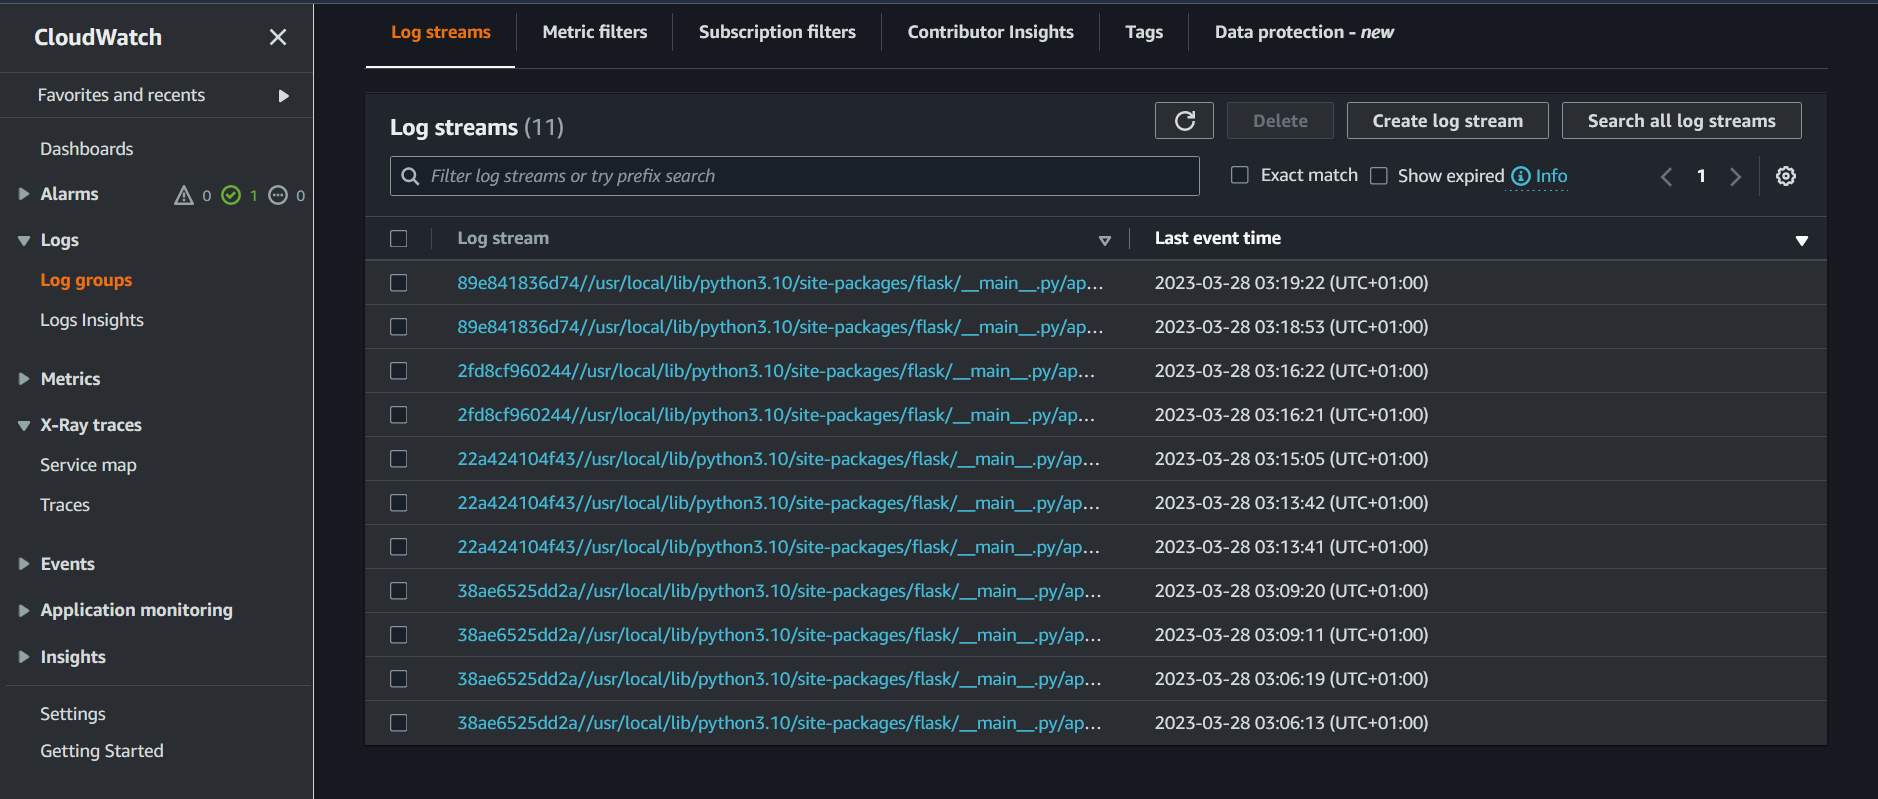 CloudWatch
Favorites and recents
Dashboards
Alarms 0 1 0
Logs
Log groups
Logs Insights
Metrics
X-Ray traces
Service map
Traces
Events
Application monitoring
Insights
Settings
Getting Started
Log streams Metric filters Subscription filters Contributor Insights Tags Data protection - new
Log streams (11) Delete Create log stream Search all log streams
Filter log streams or try prefix search Exact match Show expired Info 1
Log stream Last event time
89e841836d74//usr/local/lib/python3.10/site-packages/flask/__main__.py/ap... 2023-03-28 03:19:22 (UTC+01:00)
89e841836d74//usr/local/lib/python3.10/site-packages/flask/__main__.py/ap... 2023-03-28 03:18:53 (UTC+01:00)
2fd8cf960244//usr/local/lib/python3.10/site-packages/flask/__main__.py/ap... 2023-03-28 03:16:22 (UTC+01:00)
2fd8cf960244//usr/local/lib/python3.10/site-packages/flask/__main__.py/ap... 2023-03-28 03:16:21 (UTC+01:00)
22a424104f43//usr/local/lib/python3.10/site-packages/flask/__main__.py/ap... 2023-03-28 03:15:05 (UTC+01:00)
22a424104f43//usr/local/lib/python3.10/site-packages/flask/__main__.py/ap... 2023-03-28 03:13:42 (UTC+01:00)
22a424104f43//usr/local/lib/python3.10/site-packages/flask/__main__.py/ap... 2023-03-28 03:13:41 (UTC+01:00)
38ae6525dd2a//usr/local/lib/python3.10/site-packages/flask/__main__.py/ap... 2023-03-28 03:09:20 (UTC+01:00)
38ae6525dd2a//usr/local/lib/python3.10/site-packages/flask/__main__.py/ap... 2023-03-28 03:09:11 (UTC+01:00)
38ae6525dd2a//usr/local/lib/python3.10/site-packages/flask/__main__.py/ap... 2023-03-28 03:06:19 (UTC+01:00)
38ae6525dd2a//usr/local/lib/python3.10/site-packages/flask/__main__.py/ap... 2023-03-28 03:06:13 (UTC+01:00)